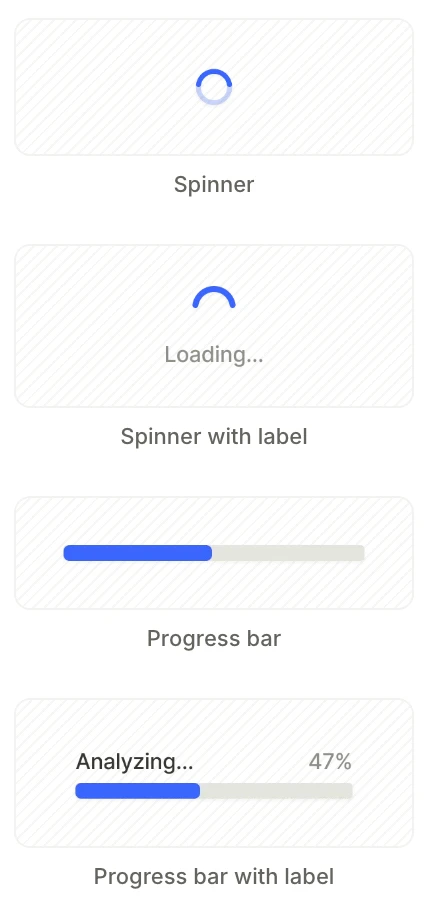 Spinner
Loading...
Spinner with label
Progress bar
Analyzing... 47%
Progress bar with label